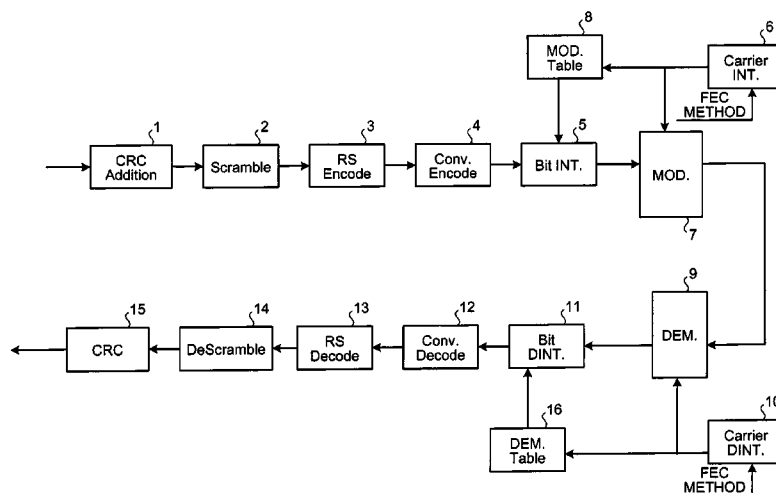 8
MOD.
Table
6
Carrier
INT.
FEC
METHOD
1
CRC
Addition
2
Scramble
3
RS
Encode
4
Conv.
Encode
5
Bit INT.
MOD.
7
15
CRC
14
DeScramble
13
RS
Decode
12
Conv.
Decode
11
Bit
DINT.
9
DEM.
16
DEM.
Table
10
Carrier
DINT.
FEC
METHOD